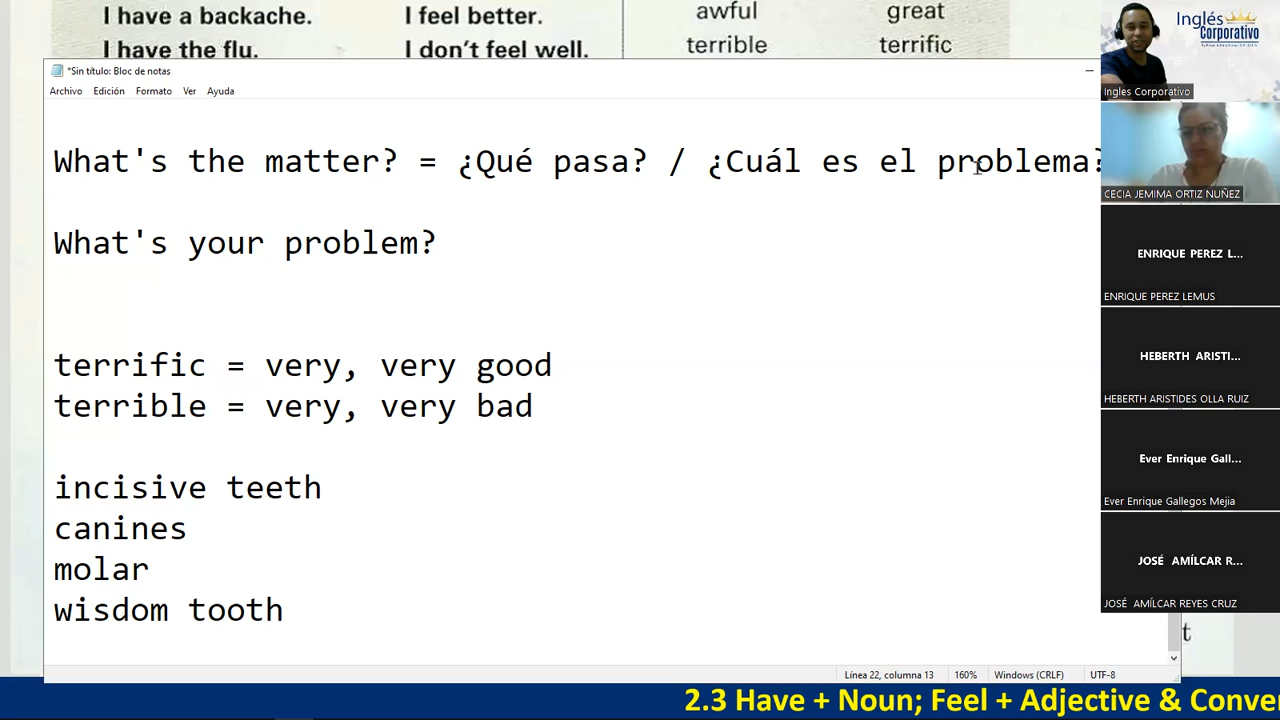 I have a backache.
I feel better.
awful
great
I have the flu.
I don't feel well.
terrible
terrific
Inglés
Corporativo
Ingles Corporativo
*Sin título: Bloc de notas
Archivo Edición Formato Ver Ayuda
What's the matter? = ¿Qué pasa? / ¿Cuál es el problema?
What's your problem?
terrific = very, very good
terrible = very, very bad
incisive teeth
canines
molar
wisdom tooth
CECIA JEMIMA ORTIZ NUÑEZ
ENRIQUE PEREZ L...
ENRIQUE PEREZ LEMUS
HEBERTH ARISTI...
HEBERTH ARISTIDES OLLA RUIZ
Ever Enrique Gall...
Ever Enrique Gallegos Mejia
JOSÉ AMÍLCAR R...
JOSÉ AMÍLCAR REYES CRUZ
t
Línea 22, columna 13 160% Windows (CRLF) UTF-8
2.3 Have + Noun; Feel + Adjective & Conver